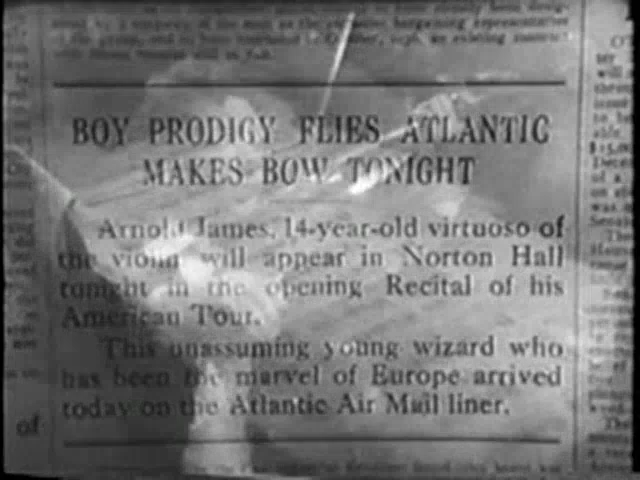 BOY PRODIGY FLIES ATLANTIC
MAKES BOW TONIGHT
Arnold James, 14-year-old virtuoso of
the violin will appear in Norton Hall
tonight in the opening Recital of his
American Tour.
This unassuming young wizard who
has been the marvel of Europe arrived
today on the Atlantic Air Mail liner.
of